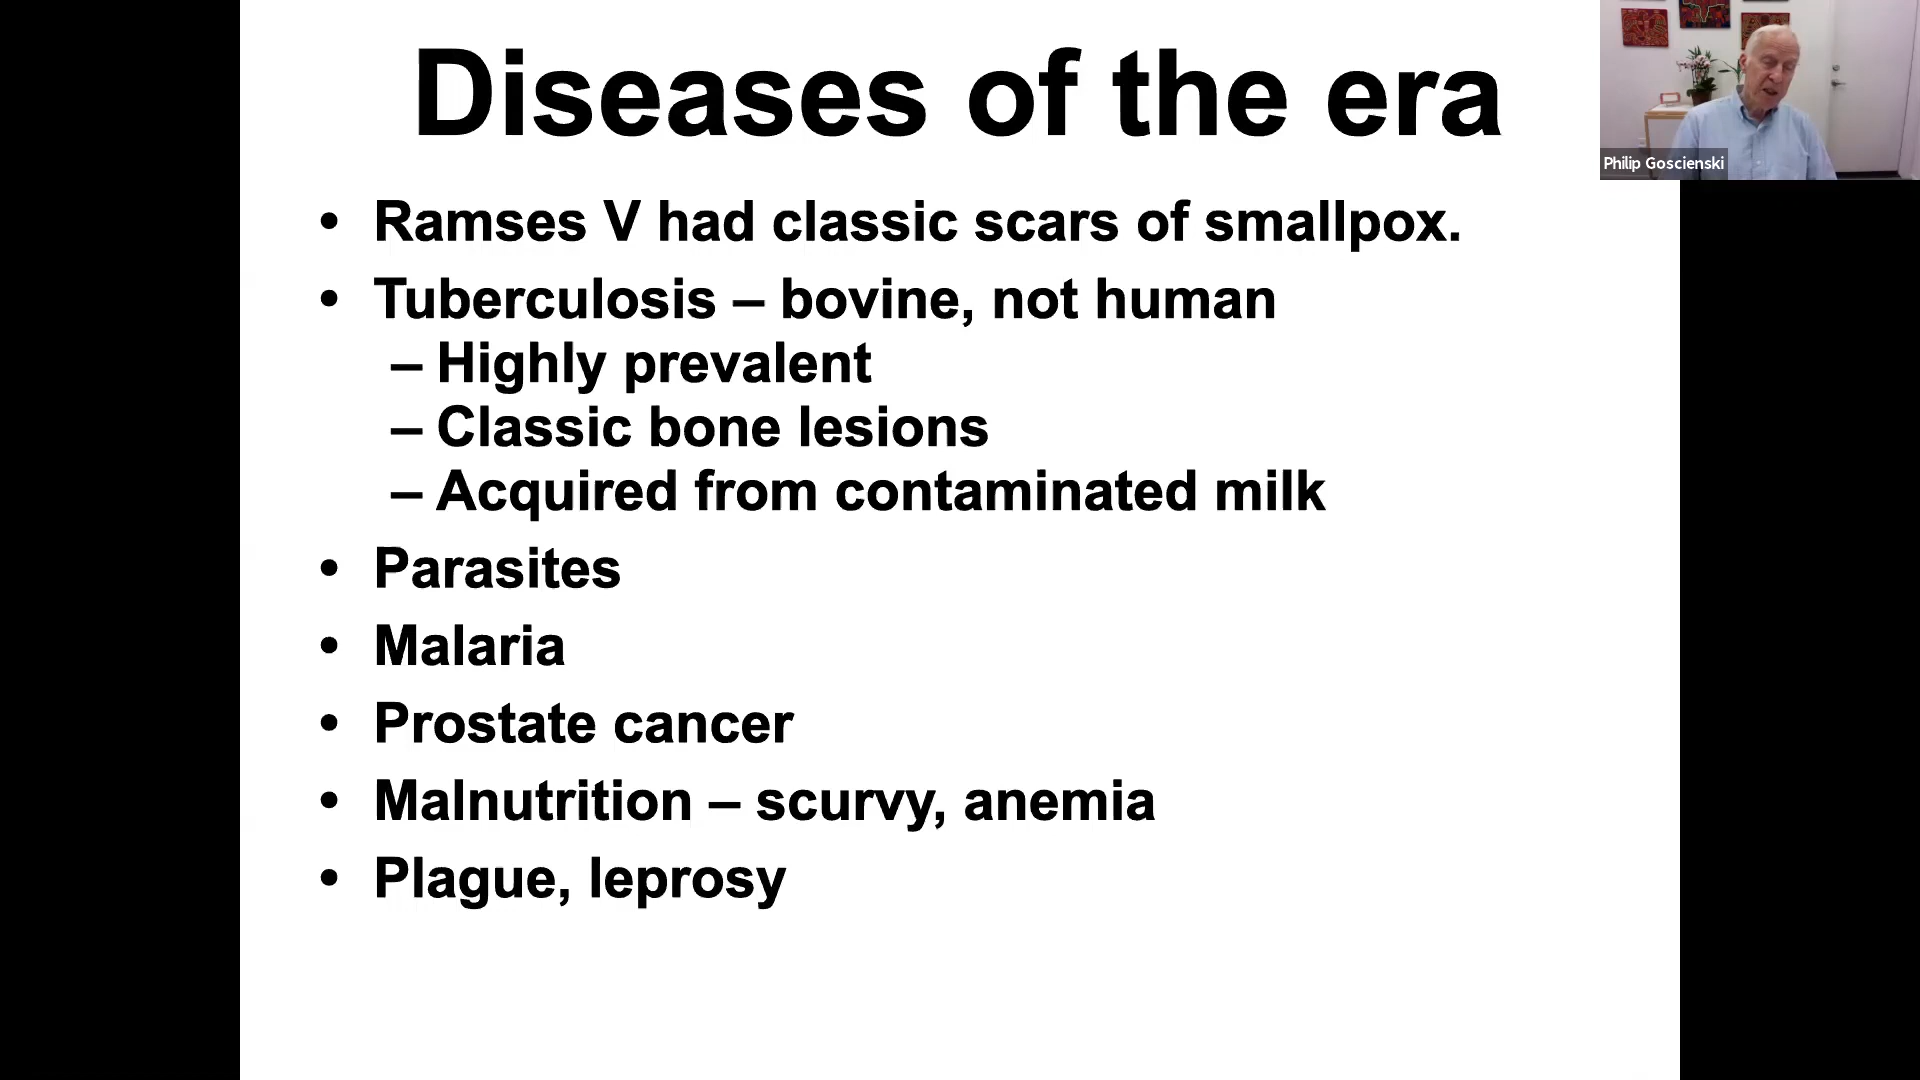 Diseases of the era
Philip Goscienski
• Ramses V had classic scars of smallpox.
• Tuberculosis – bovine, not human
– Highly prevalent
– Classic bone lesions
– Acquired from contaminated milk
• Parasites
• Malaria
• Prostate cancer
• Malnutrition – scurvy, anemia
• Plague, leprosy